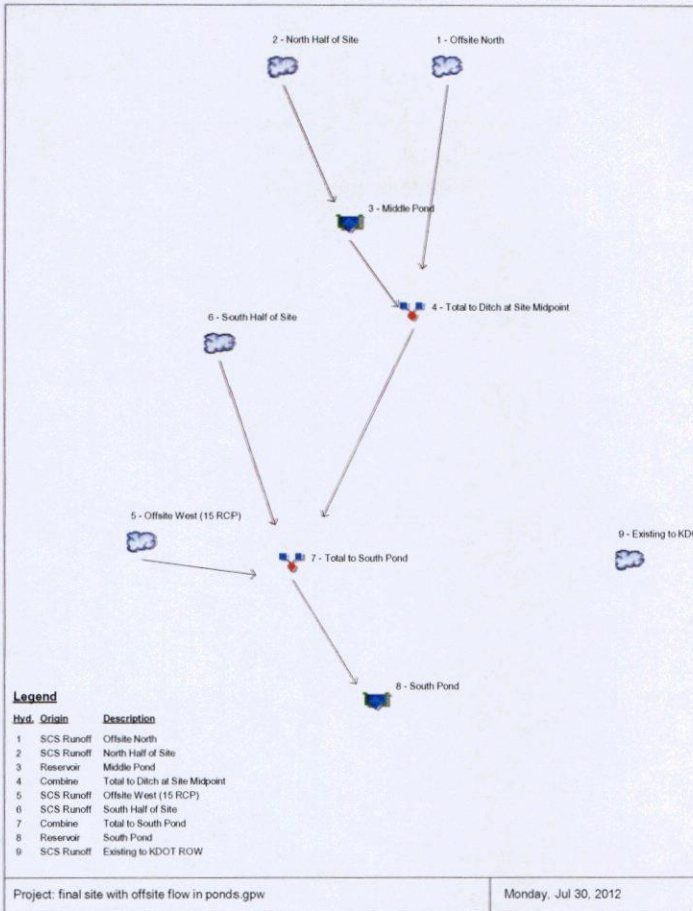 2 - North Half of Site
1 - Offsite North
3 - Middle Pond
4 - Total to Ditch at Site Midpoint
6 - South Half of Site
5 - Offsite West (15 RCP)
7 - Total to South Pond
9 - Existing to KDO
8 - South Pond
Legend
Hyd. Origin Description
1 SCS Runoff Offsite North
2 SCS Runoff North Half of Site
3 Reservoir Middle Pond
4 Combine Total to Ditch at Site Midpoint
5 SCS Runoff Offsite West (15 RCP)
6 SCS Runoff South Half of Site
7 Combine Total to South Pond
8 Reservoir South Pond
9 SCS Runoff Existing to KDOT ROW
Project: final site with offsite flow in ponds.gpw
Monday, Jul 30, 2012